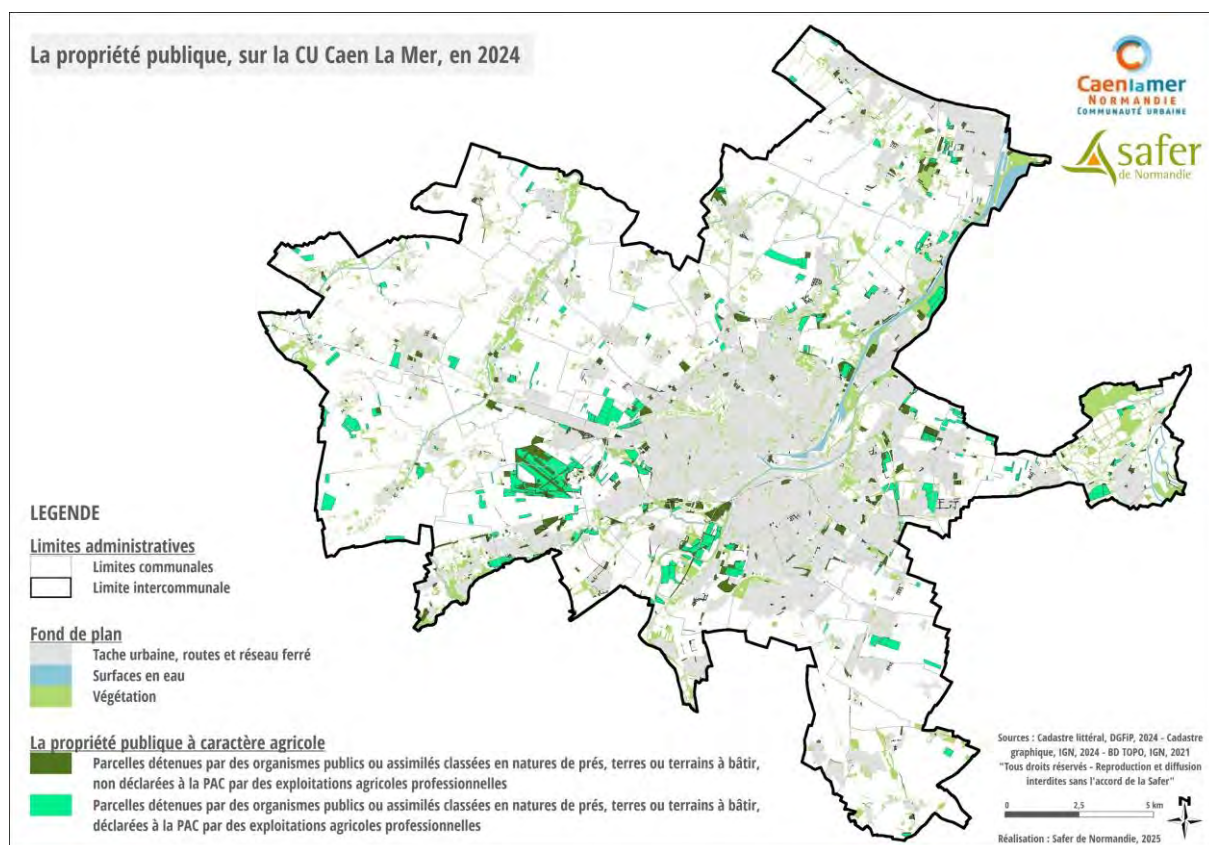 La propriété publique, sur la CU Caen La Mer, en 2024
Caenlamer
NORMANDIE
COMMUNAUTÉ URBAINE
safer
de Normandie
LEGENDE
Limites administratives
Limites communales
Limite intercommunale
Fond de plan
Tache urbaine, routes et réseau ferré
Surfaces en eau
Végétation
La propriété publique à caractère agricole
Parcelles détenues par des organismes publics ou assimilés classées en natures de prés, terres ou terrains à bâtir,
non déclarées à la PAC par des exploitations agricoles professionnelles
Parcelles détenues par des organismes publics ou assimilés classées en natures de prés, terres ou terrains à bâtir,
déclarées à la PAC par des exploitations agricoles professionnelles
Sources : Cadastre littéral, DGFiP, 2024 - Cadastre
graphique, IGN, 2024 - BD TOPO, IGN, 2021
"Tous droits réservés - Reproduction et diffusion
interdites sans l'accord de la Safer"
0 2,5 5 km
N
Réalisation : Safer de Normandie, 2025